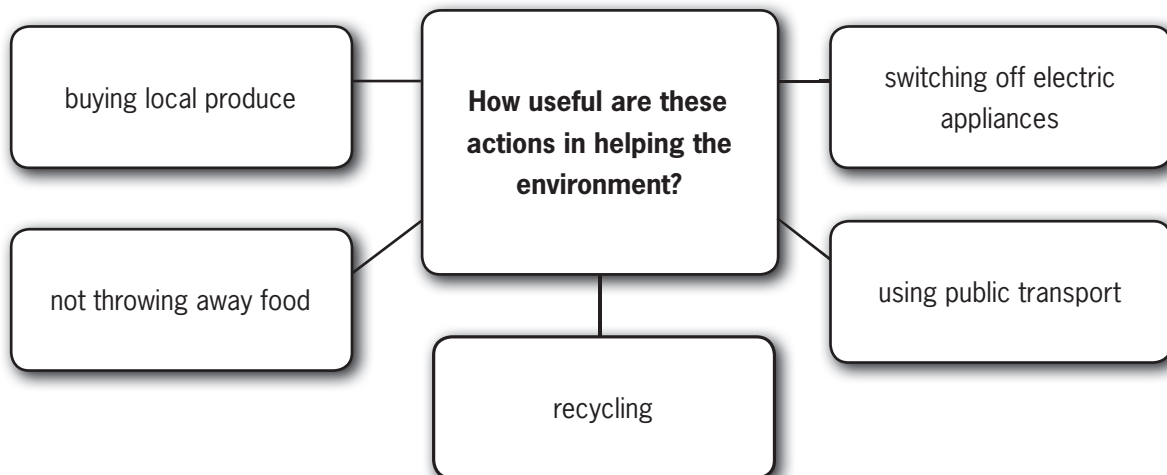 How useful are these
actions in helping the
environment?
buying local produce
switching off electric
appliances
not throwing away food
using public transport
recycling